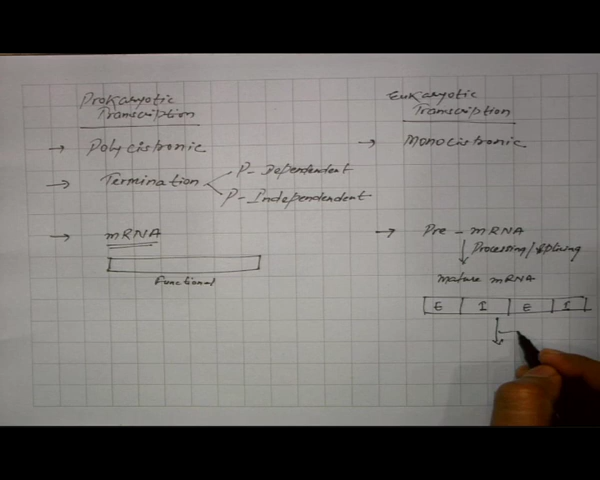 Prokaryotic
Transcription
→ Polycistronic
→ Termination
P- Dependent
P- Independent
→ mRNA
Functional
Eukaryotic
Transcription
→ Monocistronic
→ Pre - mRNA
Processing/splicing
mature mRNA
E I E I